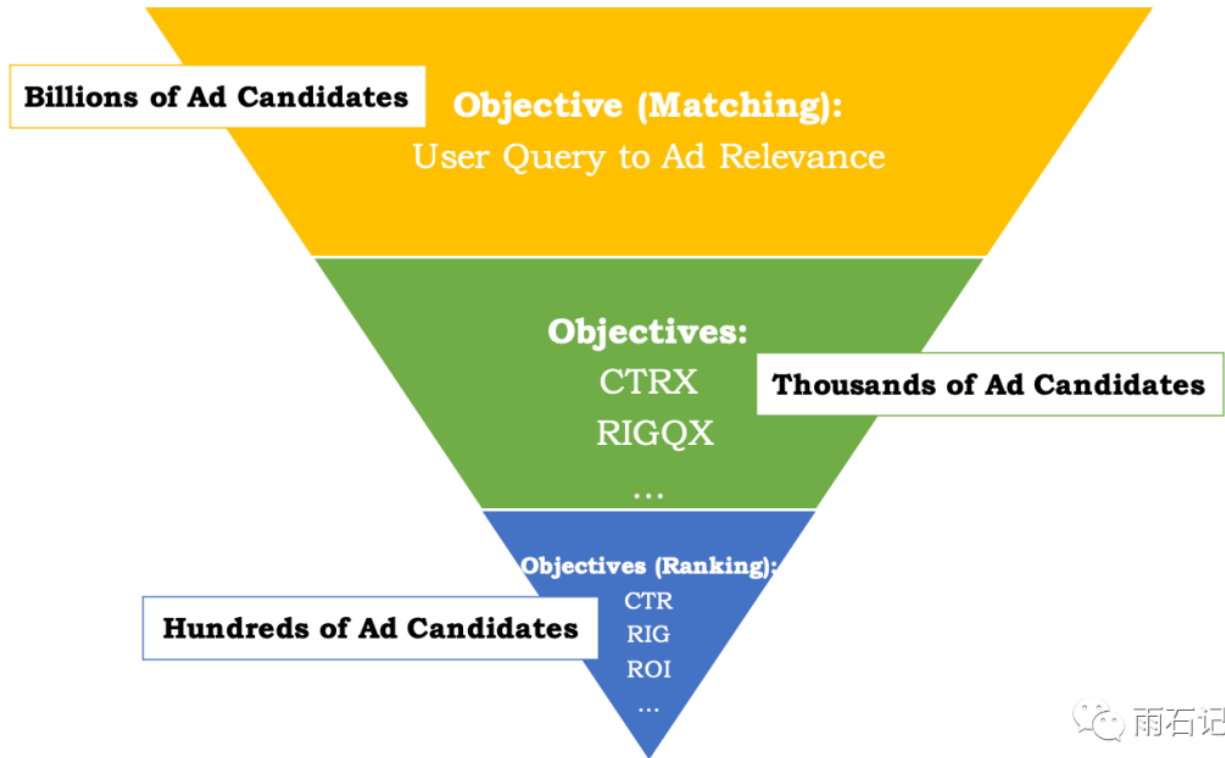 Billions of Ad Candidates
Objective (Matching):
User Query to Ad Relevance
Objectives:
CTRX
RIGQX
...
Thousands of Ad Candidates
Objectives (Ranking):
CTR
RIG
ROI
...
Hundreds of Ad Candidates
雨石记